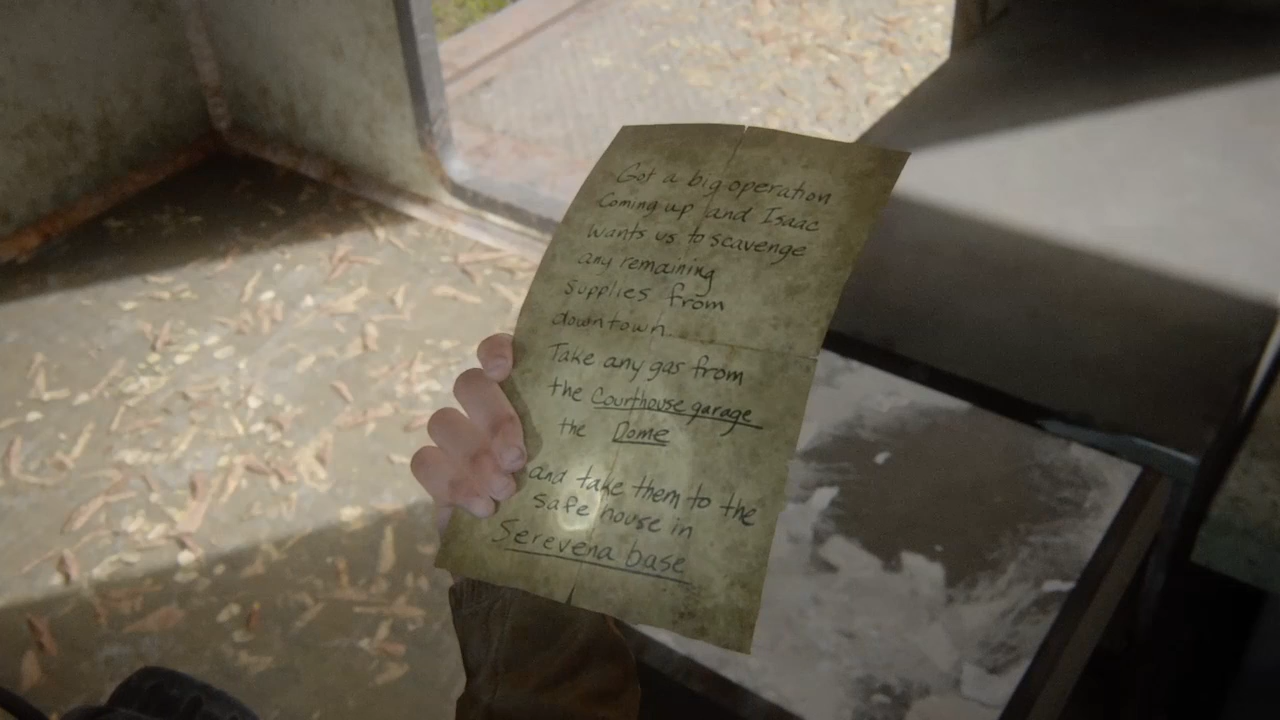 Got a big operation
Coming up and Isaac
wants us to scavenge
any remaining
supplies from
downtown.
Take any gas from
the Courthouse garage
the Dome
and take them to the
safe house in
Serevena base